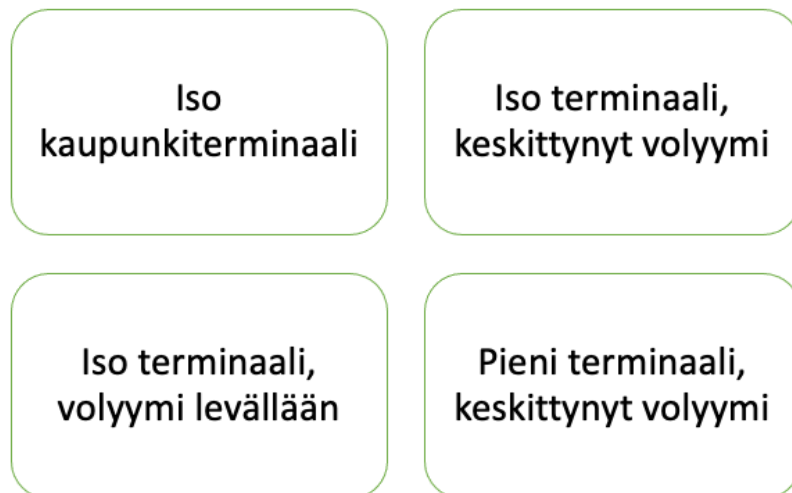 Iso
kaupunkiterminaali
Iso terminaali,
keskittynyt volyymi
Iso terminaali,
volyymi levällään
Pieni terminaali,
keskittynyt volyymi